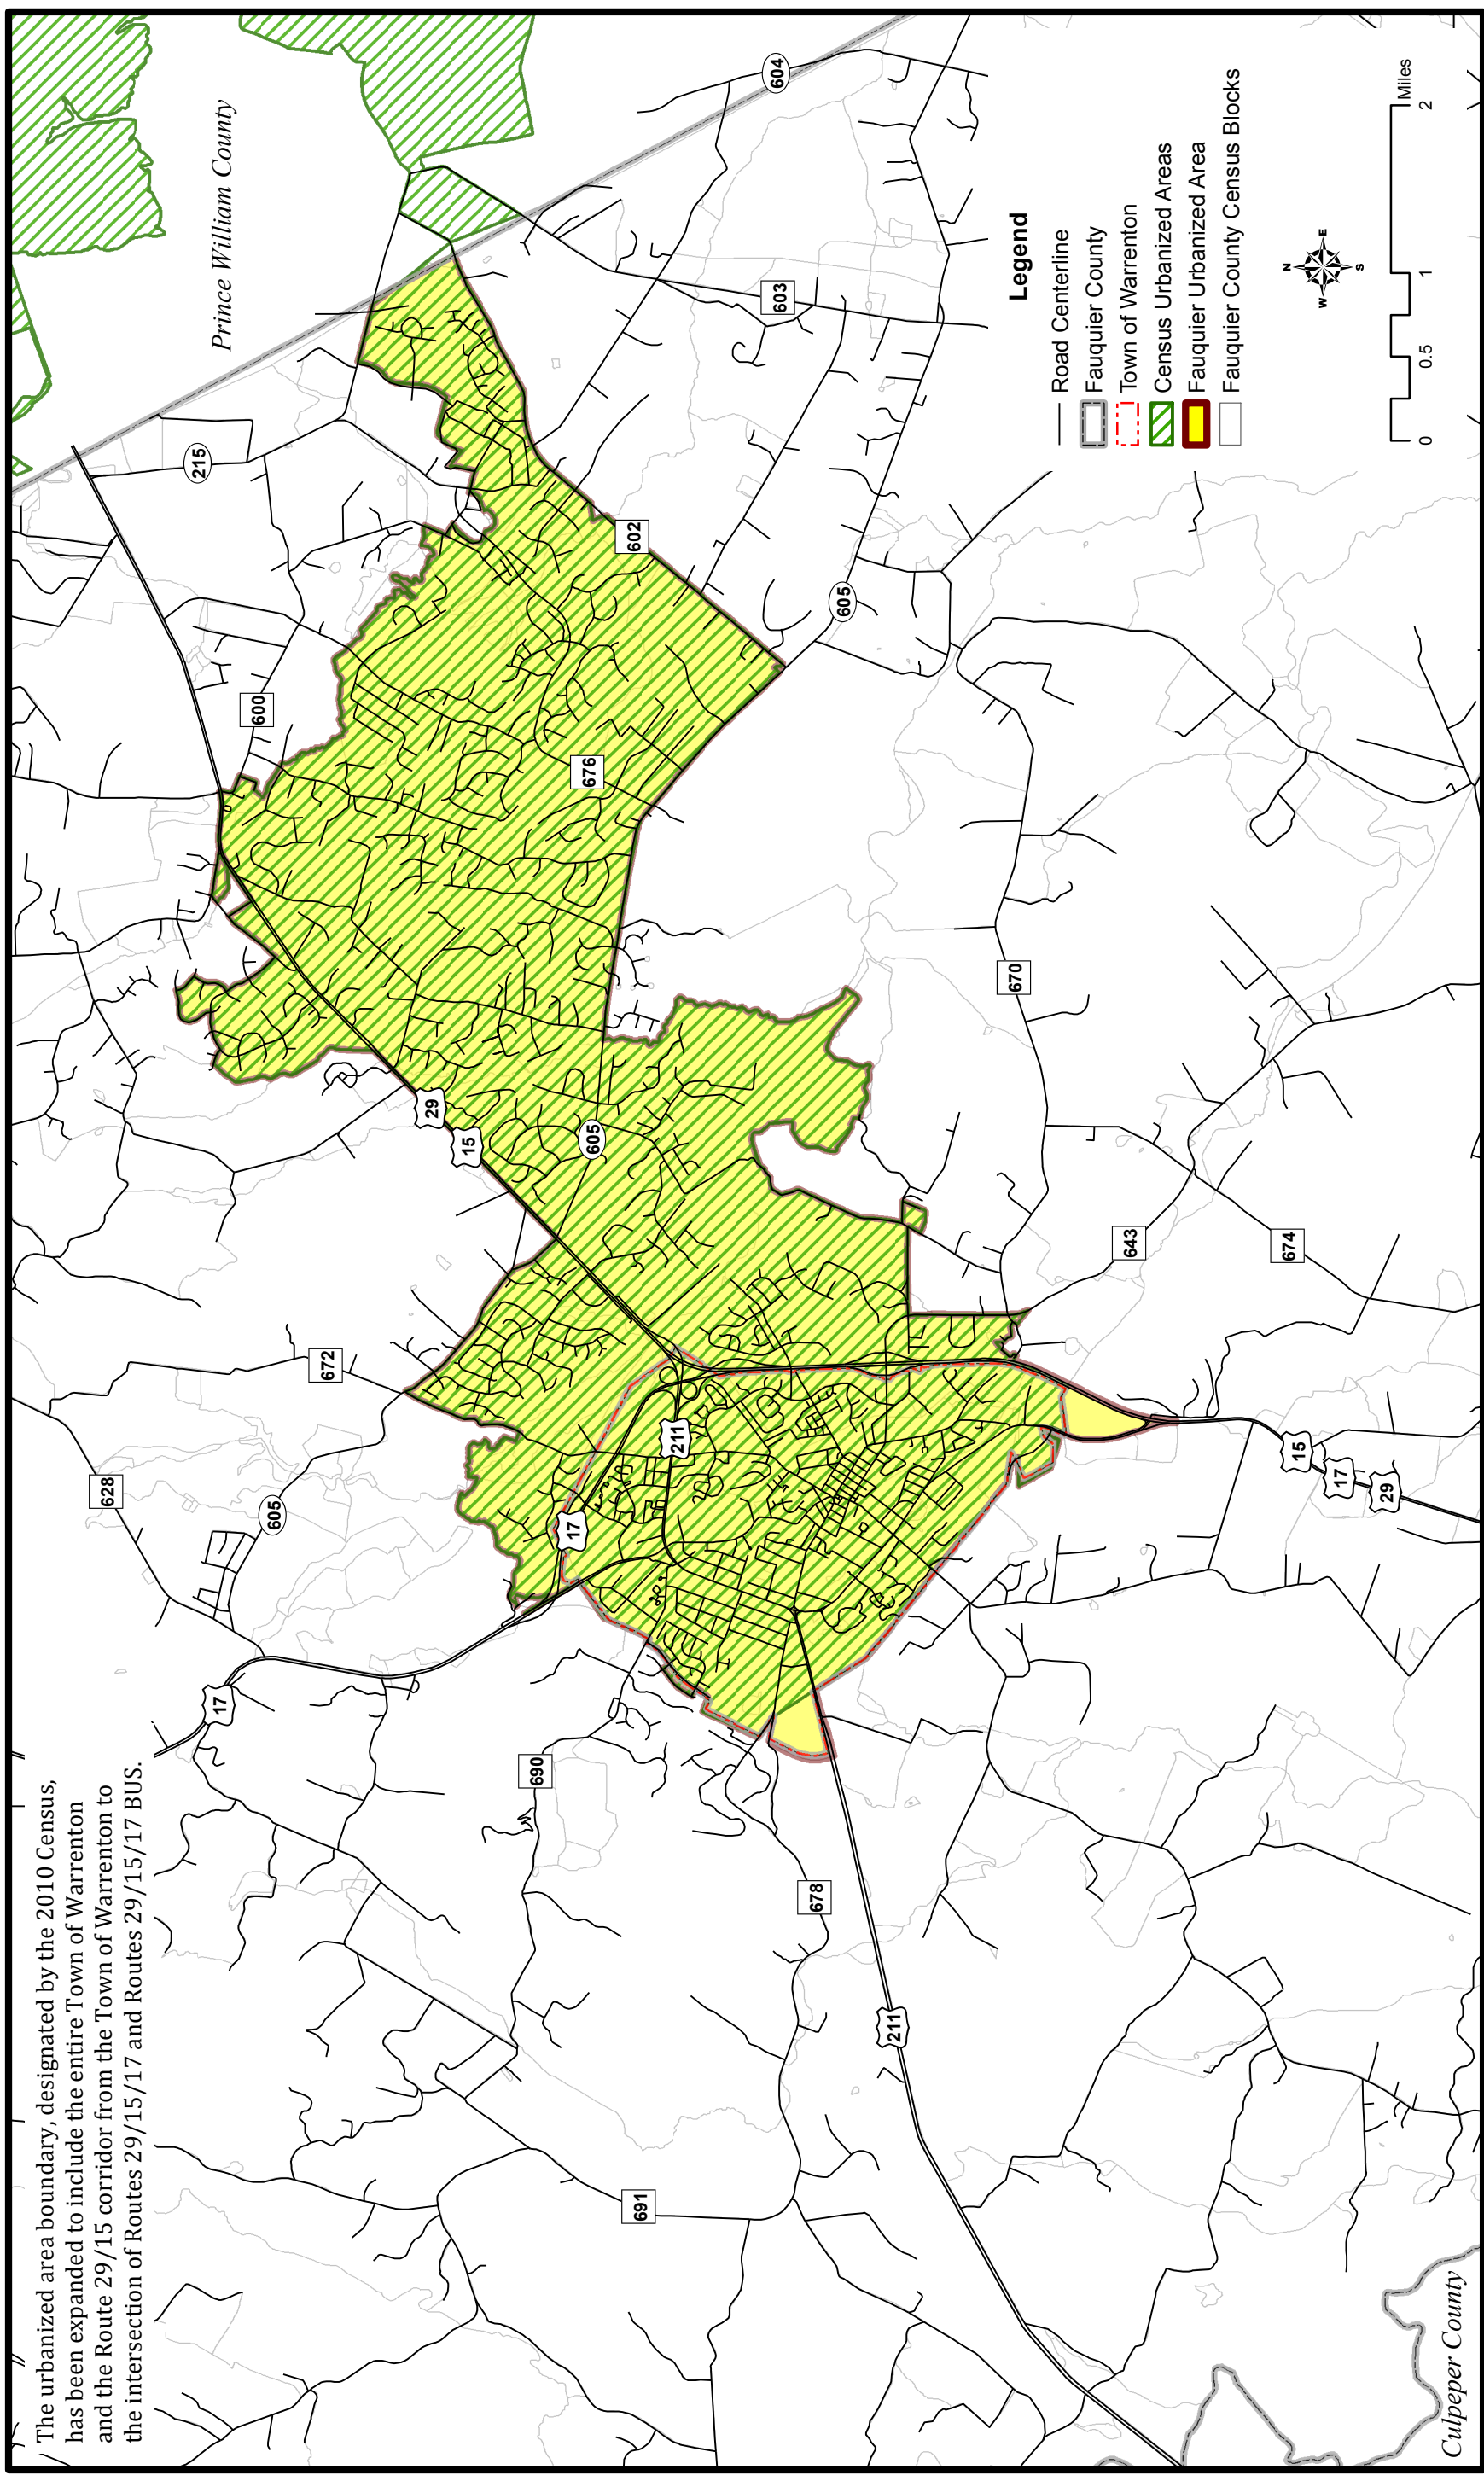 The urbanized area boundary, designated by the 2010 Census,
has been expanded to include the entire Town of Warrenton
and the Route 29/15 corridor from the Town of Warrenton to
the intersection of Routes 29/15/17 and Routes 29/15/17 BUS.
Prince William County
Culpeper County
17
628
605
672
215
600
690
17
29
15
605
211
676
602
604
603
605
691
678
211
670
643
674
15
17
29
Legend
Road Centerline
Fauquier County
Town of Warrenton
Census Urbanized Areas
Fauquier Urbanized Area
Fauquier County Census Blocks
N
W E
S
0 0.5 1 2
Miles